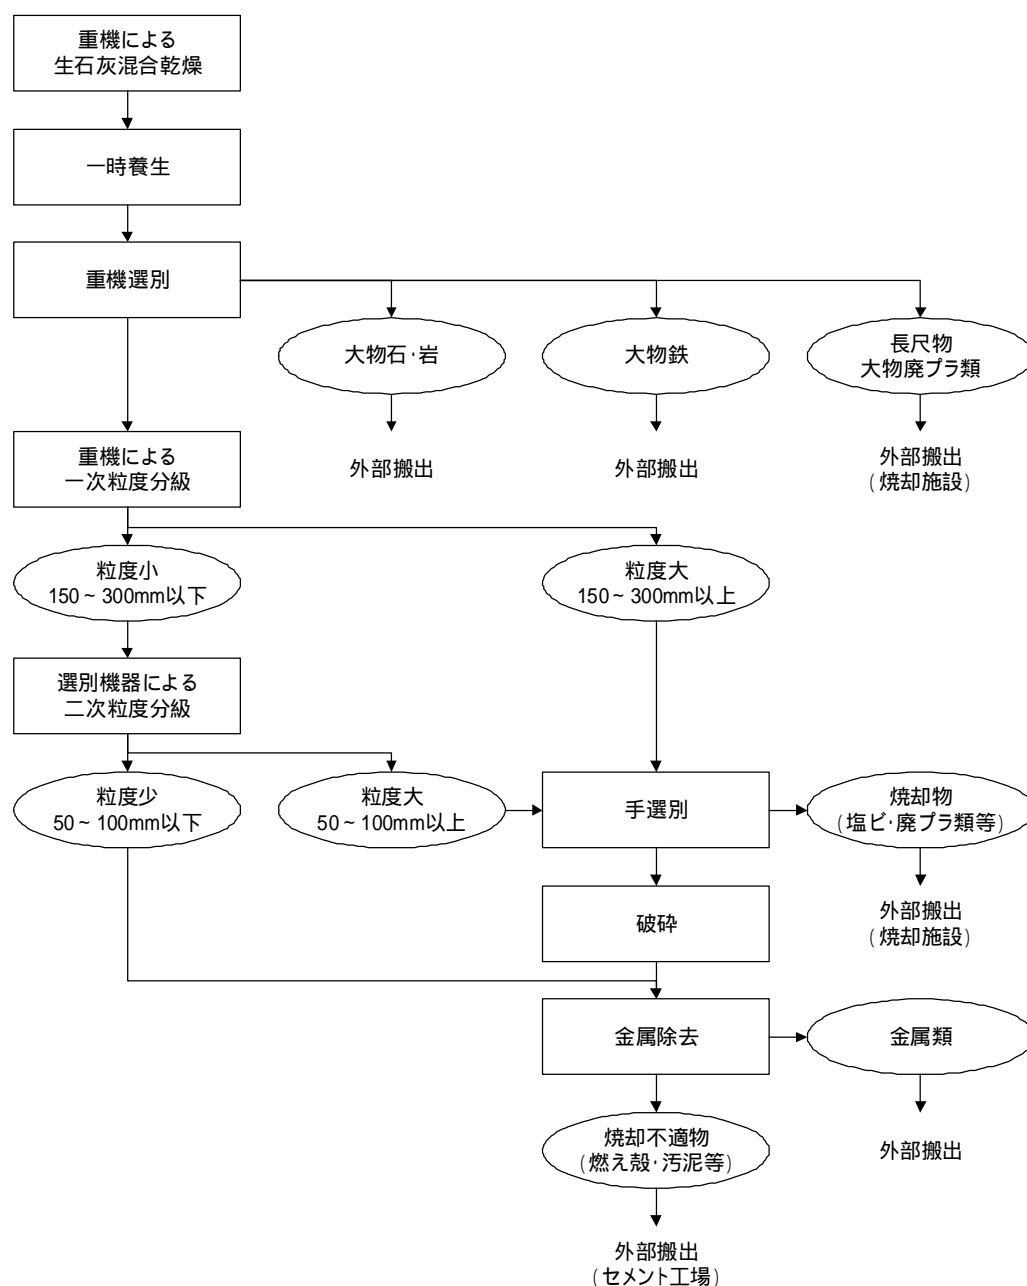 重機による
生石灰混合乾燥
一時養生
重機選別
大物石・岩
大物鉄
長尺物
大物廃プラ類
重機による
一次粒度分級
外部搬出
外部搬出
外部搬出
(焼却施設)
粒度小
150~300mm以下
粒度大
150~300mm以上
選別機器による
二次粒度分級
粒度少
50~100mm以下
粒度大
50~100mm以上
手選別
焼却物
(塩ビ・廃プラ類等)
破砕
外部搬出
(焼却施設)
金属除去
金属類
焼却不適物
(燃え殻・汚泥等)
外部搬出
外部搬出
(セメント工場)